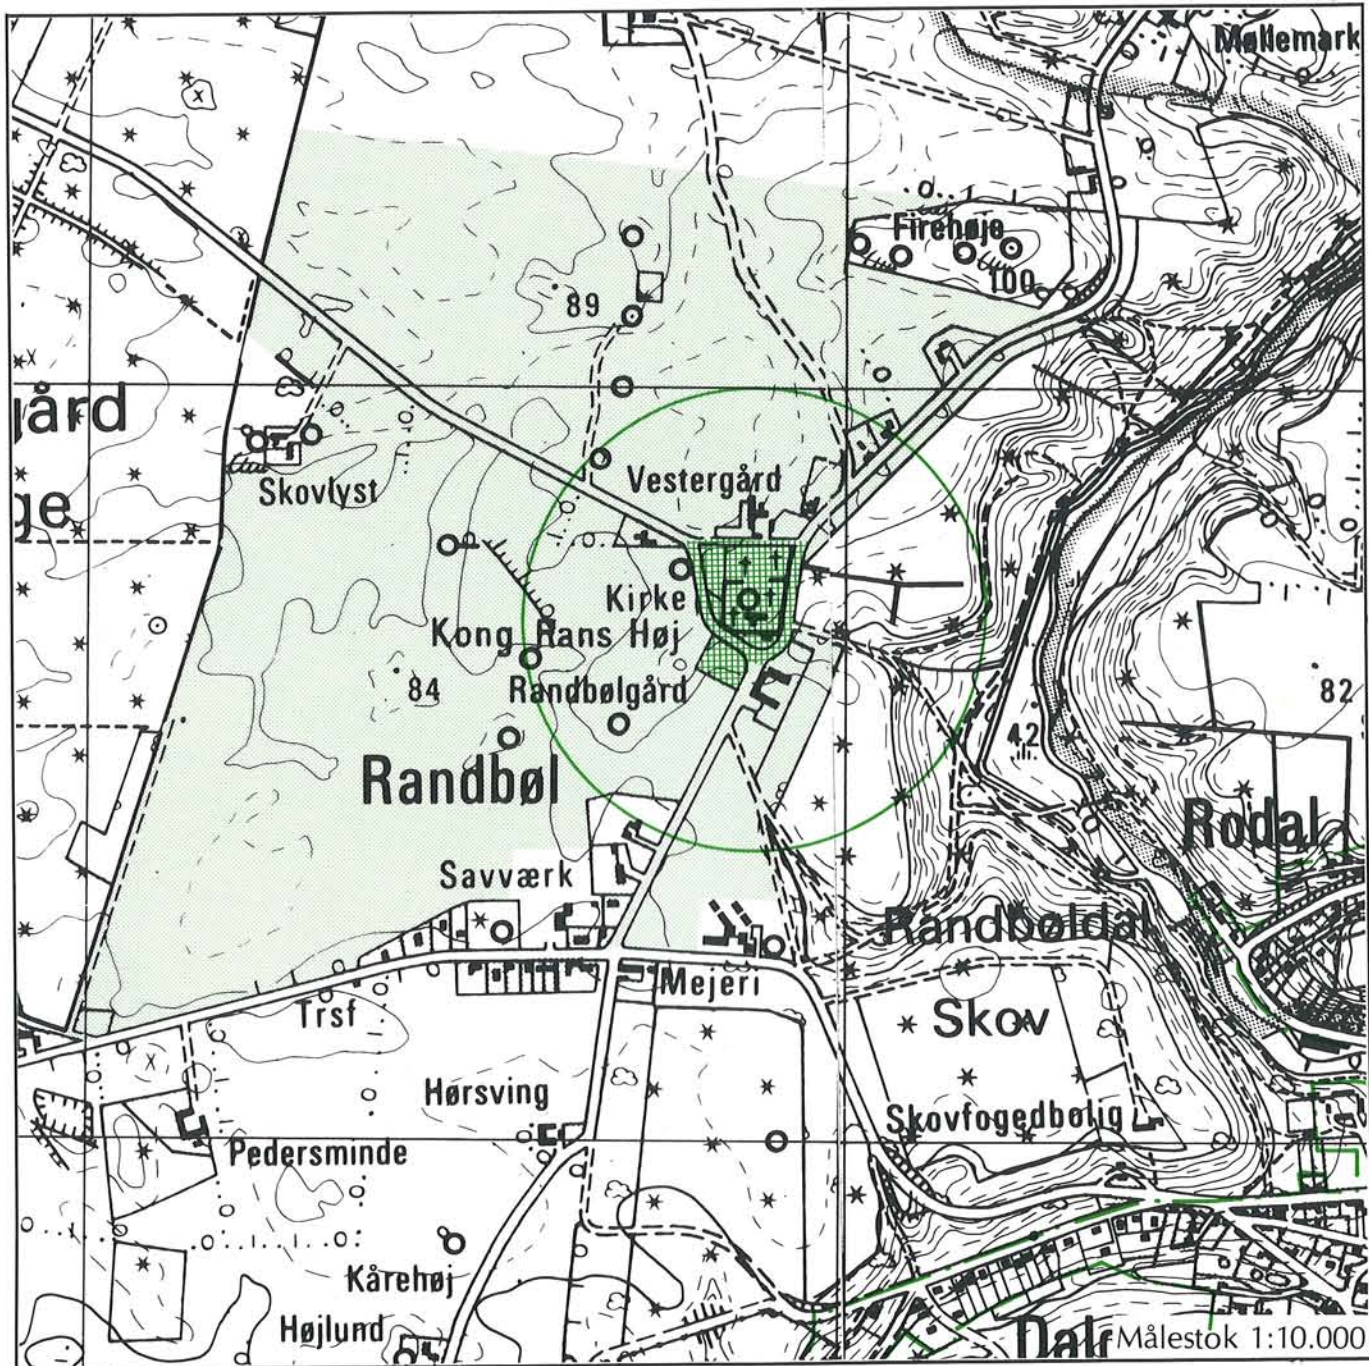 Møllemark
Firehøje
100
89
gård
Vestergård
Skovlyst
ge
Kirke
Kong Rans Høj
84
Randbølgård
82
42
Randbøl
Rodal
Savværk
Randbøldal
Mejeri
Trsf
Skov
Hørsving
Skovfogedbolig
Pedersminde
Kårehøj
Højlund
Målestok 1:10.000